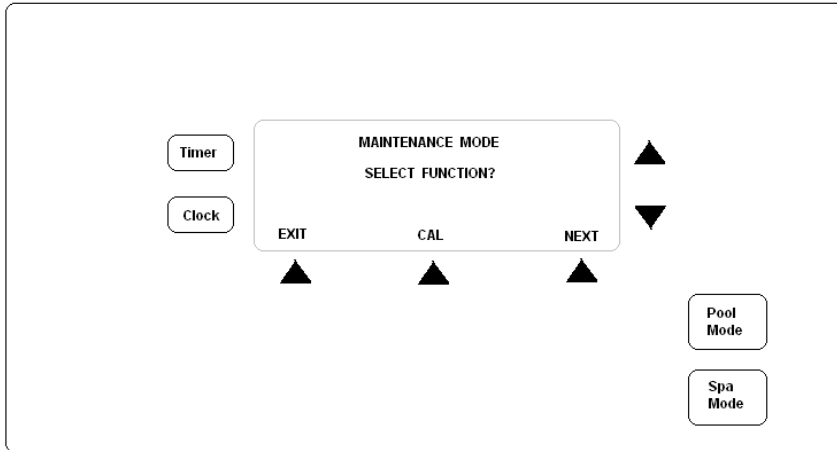 Timer
Clock
MAINTENANCE MODE
SELECT FUNCTION?
EXIT CAL NEXT
Pool
Mode
Spa
Mode